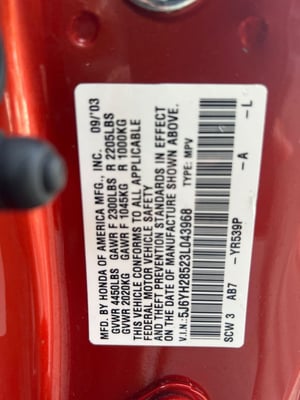 MFD. BY HONDA OF AMERICA MFG., INC. 09/'03
GVWR 4450LBS GAWR F 2300LBS R 2205LBS
GVWR 2020KG GAWR F 1045KG R 1000KG
THIS VEHICLE CONFORMS TO ALL APPLICABLE
FEDERAL MOTOR VEHICLE SAFETY
AND THEFT PREVENTION STANDARDS IN EFFECT
ON THE DATE OF MANUFACTURE SHOWN ABOVE.
V.I.N.: 5J6YH28523L043968 TYPE: MPV
SCW 3 AB7 -YR539P -A -L